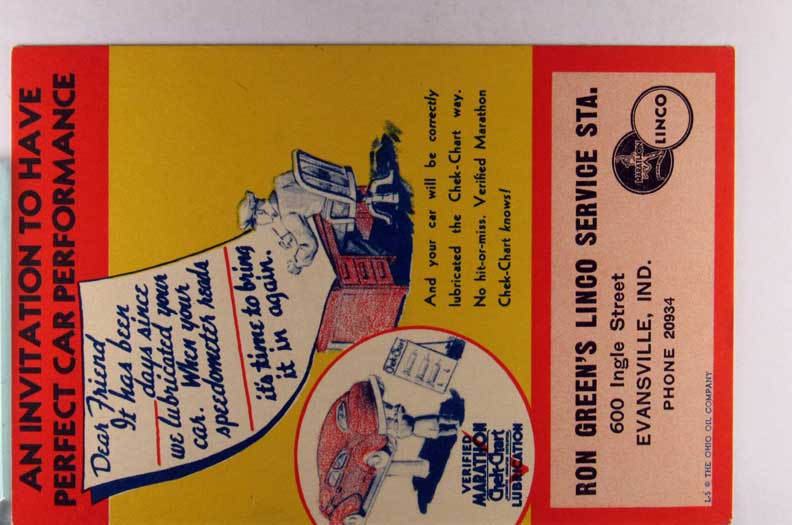 AN INVITATION TO HAVE
PERFECT CAR PERFORMANCE
Dear Friend
It has been
days since
we lubricated your
car. When your
speedometer reads
it's time to bring
it in again.
And your car will be correctly
lubricated the Chek-Chart way.
No hit-or-miss. Verified Marathon
Chek-Chart knows!
Chek-Chart
VERIFIED
MARATHON
Chek-Chart
LUBRICATION
RON GREEN'S LINCO SERVICE STA.
600 Ingle Street
EVANSVILLE, IND.
PHONE 20934
MARATHON
LINCO
L-5 © THE OHIO OIL COMPANY